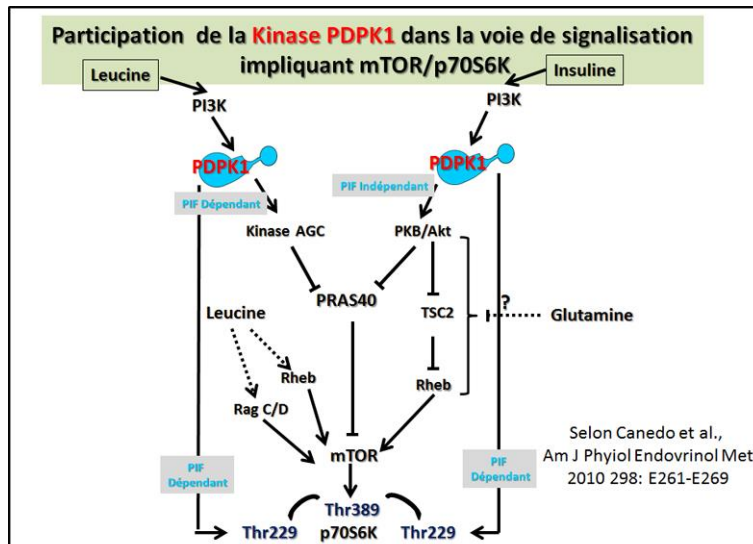 Participation de la Kinase PDPK1 dans la voie de signalisation
impliquant mTOR/p70S6K
Leucine
Insuline
PI3K
PI3K
PDPK1
PDPK1
PIF Dépendant
PIF Indépendant
Kinase AGC
PKB/Akt
PRAS40
TSC2
?
Glutamine
Leucine
Rheb
Rheb
Rag C/D
mTOR
PIF
Dépendant
PIF
Dépendant
Selon Canedo et al.,
Am J Phyiol Endovrinol Met
2010 298: E261-E269
Thr389
Thr229
p70S6K
Thr229